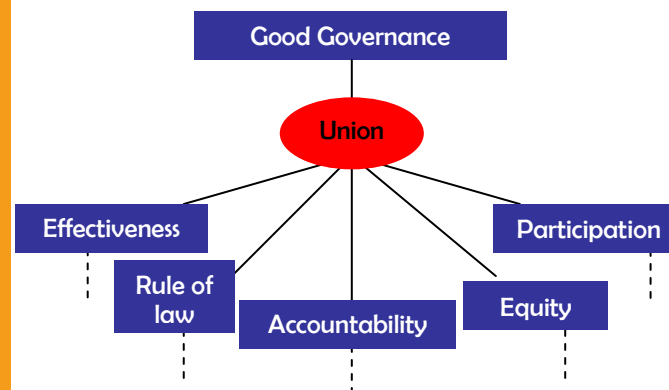 Good Governance
Union
Effectiveness
Participation
Rule of
law
Equity
Accountability